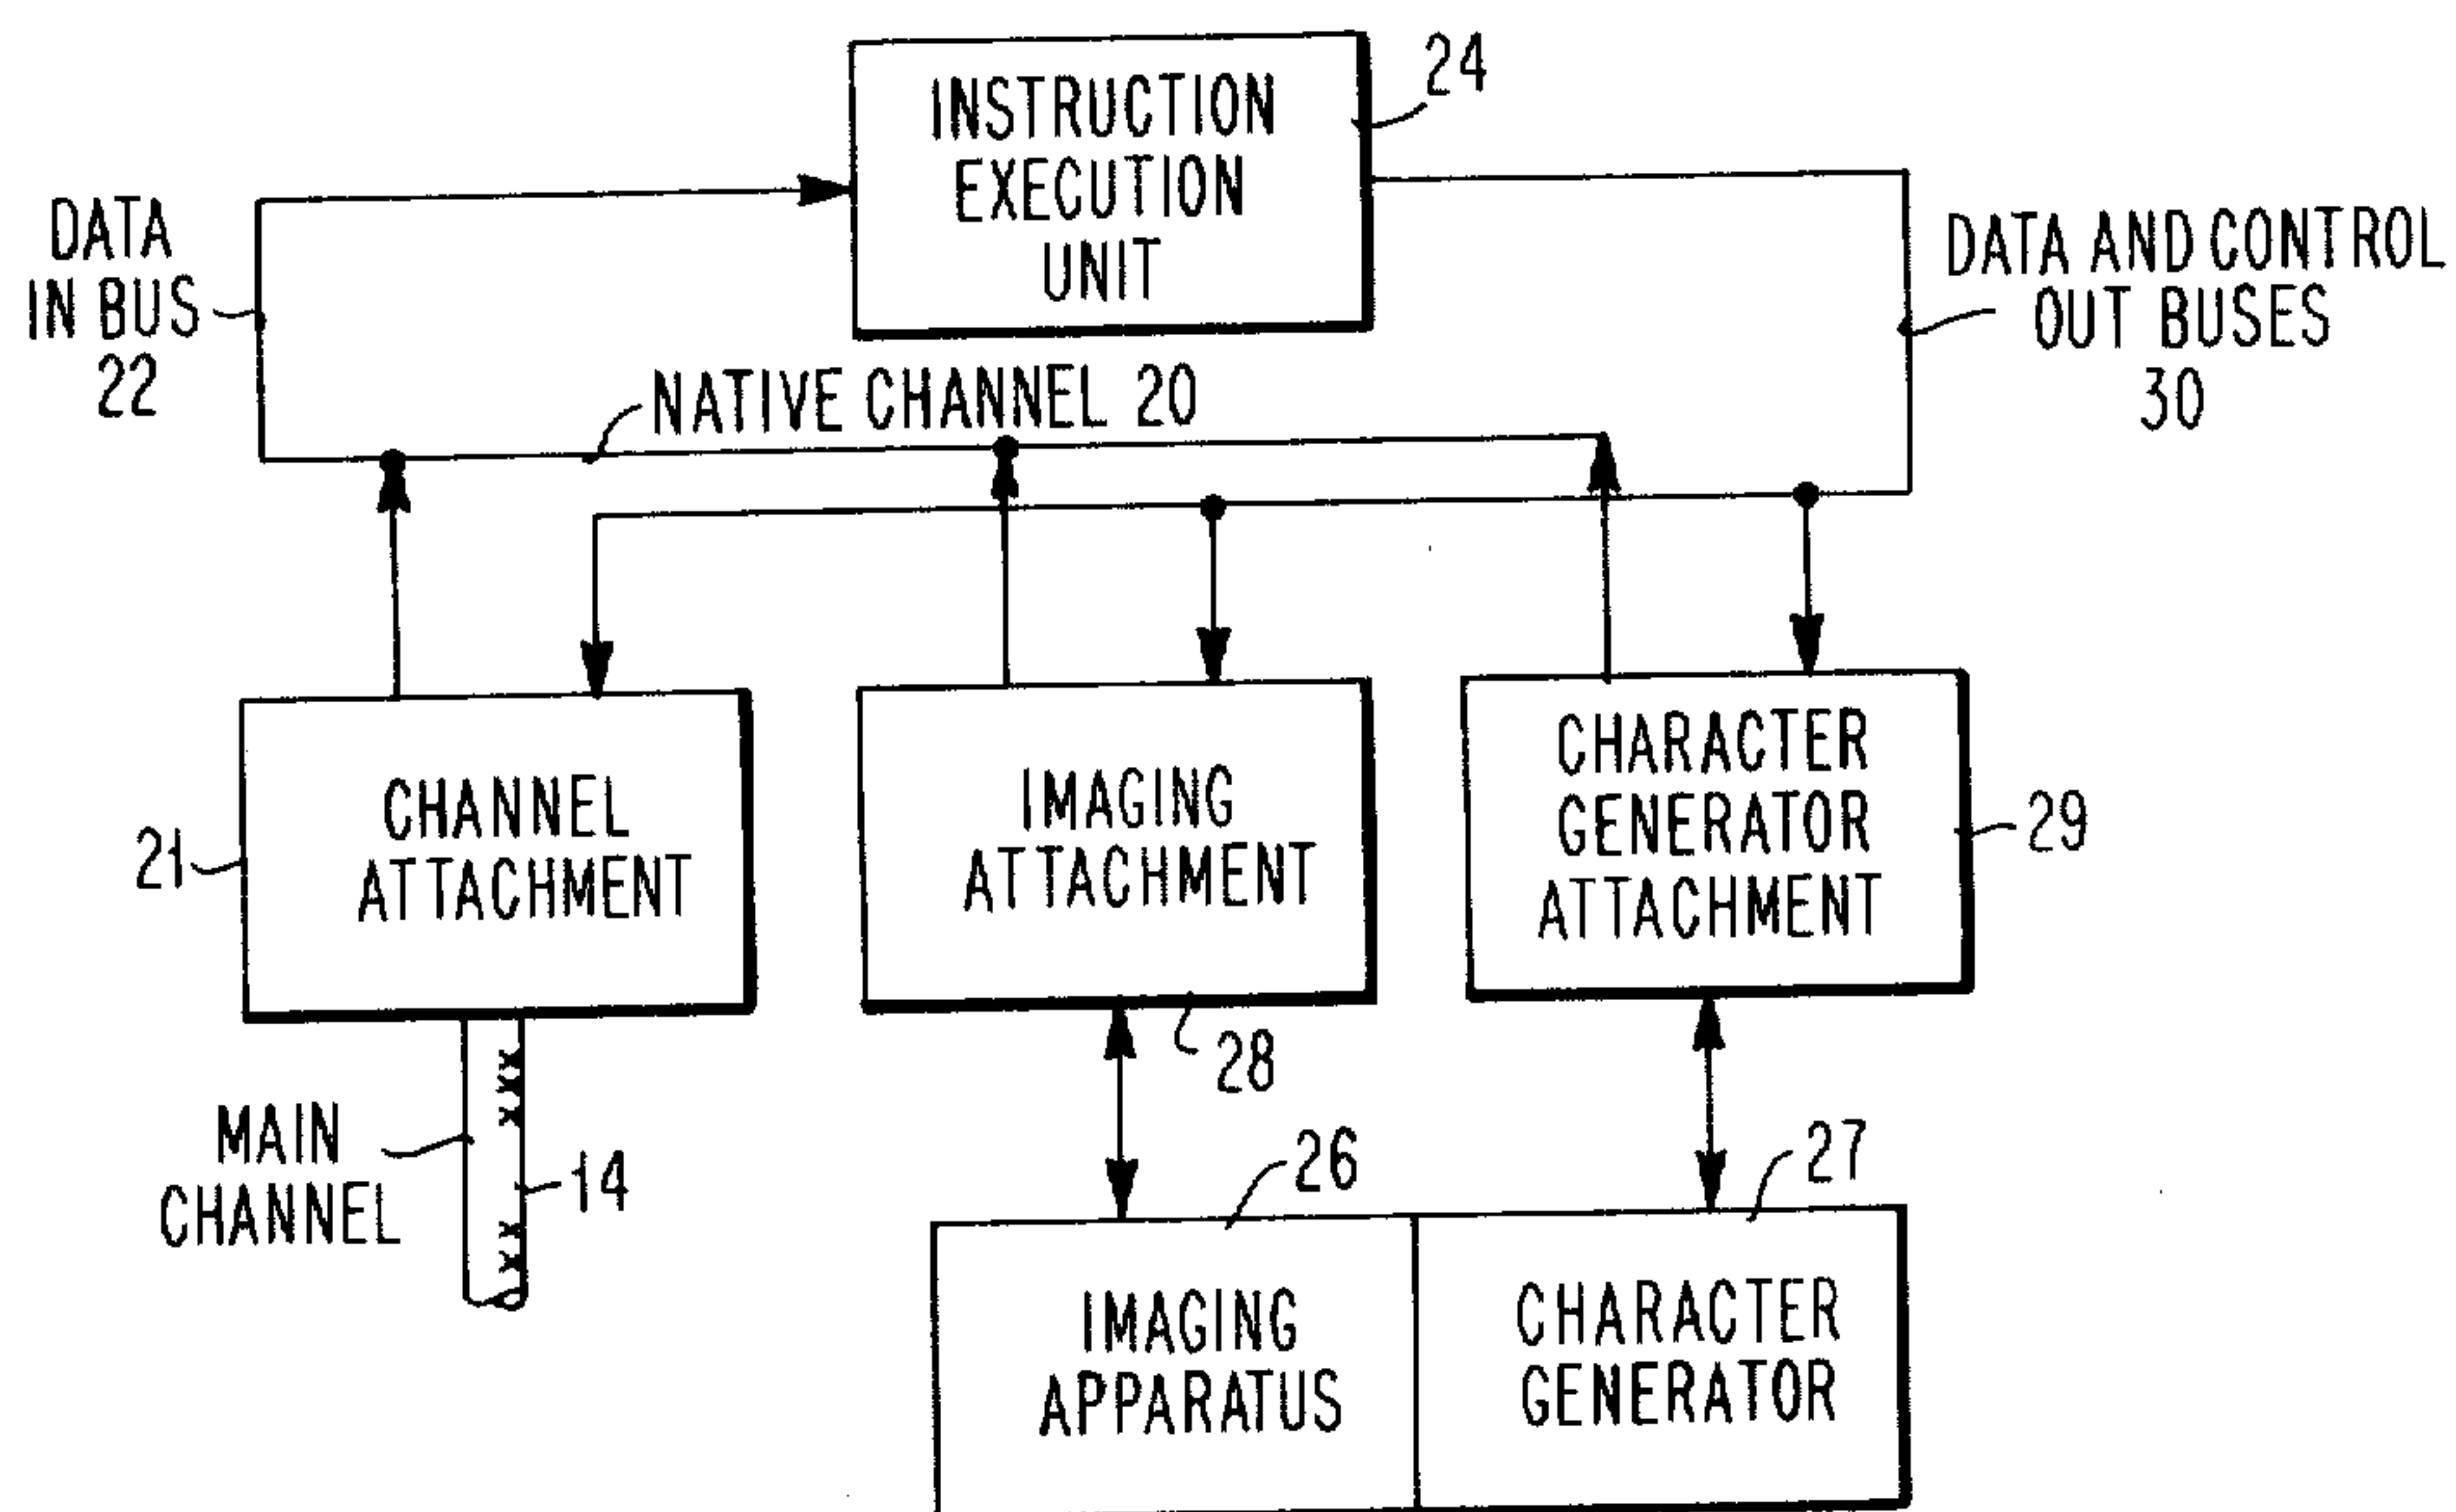 INSTRUCTION
EXECUTION
UNIT
24
DATA
IN BUS
22
DATA AND CONTROL
OUT BUSES
30
NATIVE CHANNEL 20
21
CHANNEL
ATTACHMENT
IMAGING
ATTACHMENT
28
CHARACTER
GENERATOR
ATTACHMENT
29
MAIN
CHANNEL
14
26
27
IMAGING
APPARATUS
CHARACTER
GENERATOR